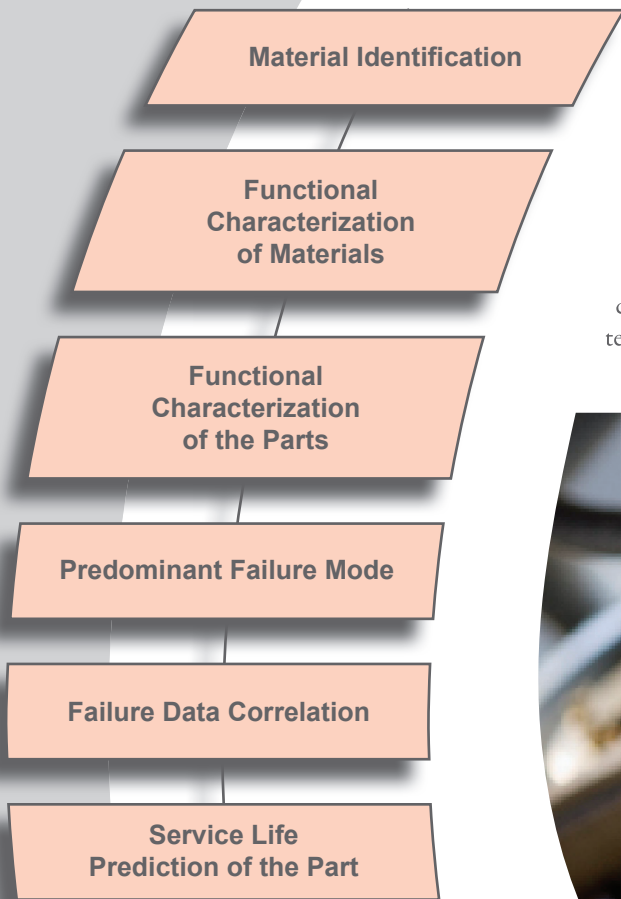 Material Identification
Functional
Characterization
of Materials
Functional
Characterization
of the Parts
Predominant Failure Mode
Failure Data Correlation
Service Life
Prediction of the Part